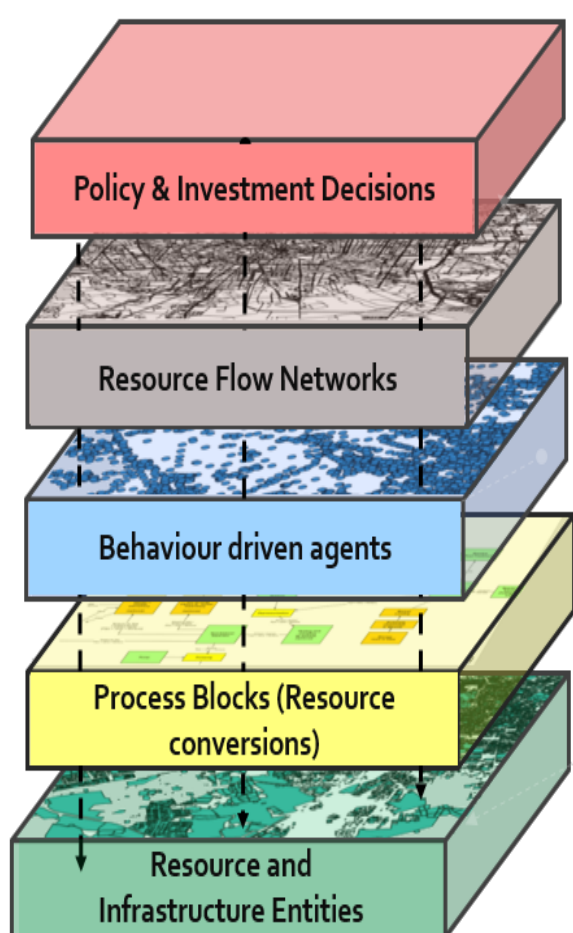 Policy & Investment Decisions
Resource Flow Networks
Behaviour driven agents
Process Blocks (Resource
conversions)
Resource and
Infrastructure Entities